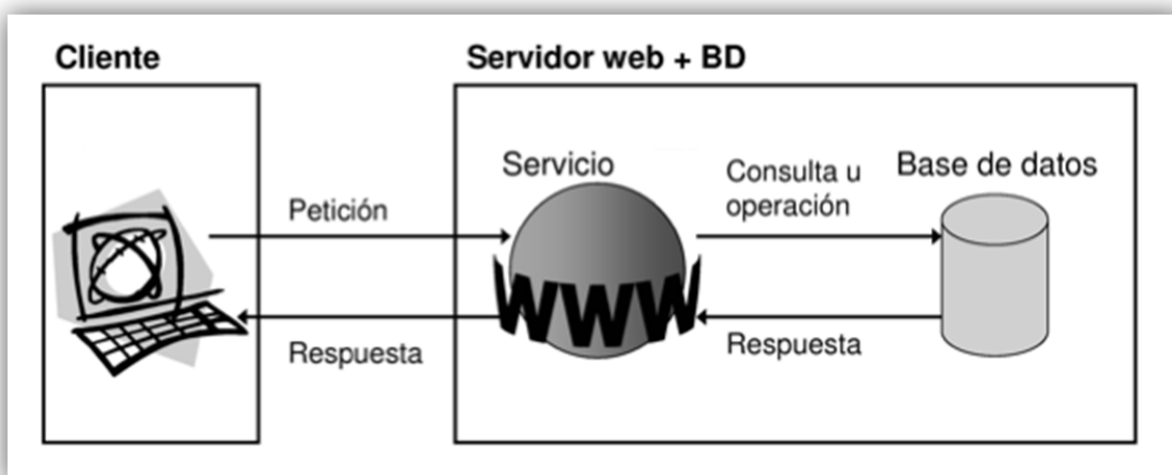 Cliente
Servidor web + BD
Servicio
Consulta u
operación
Base de datos
Petición
WWW
Respuesta
Respuesta